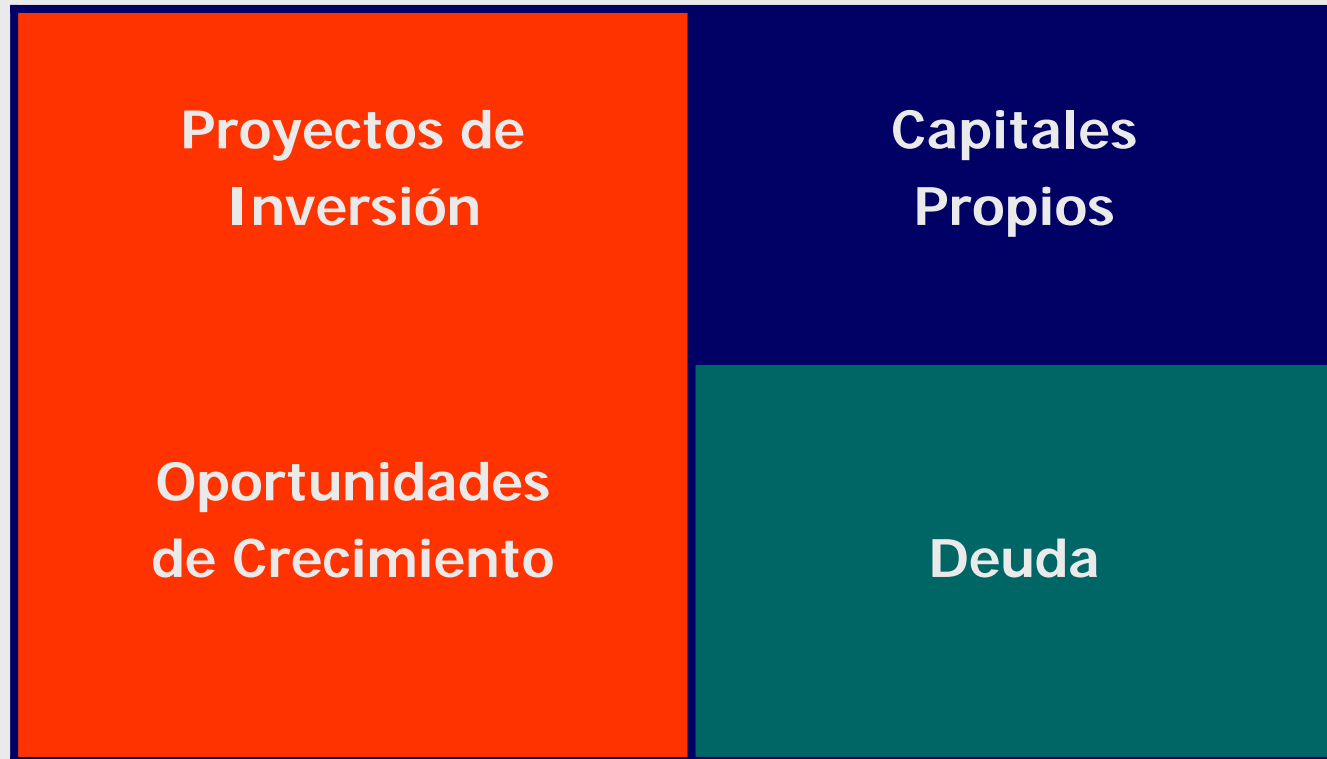 Proyectos de
Inversión
Capitales
Propios
Oportunidades
de Crecimiento
Deuda